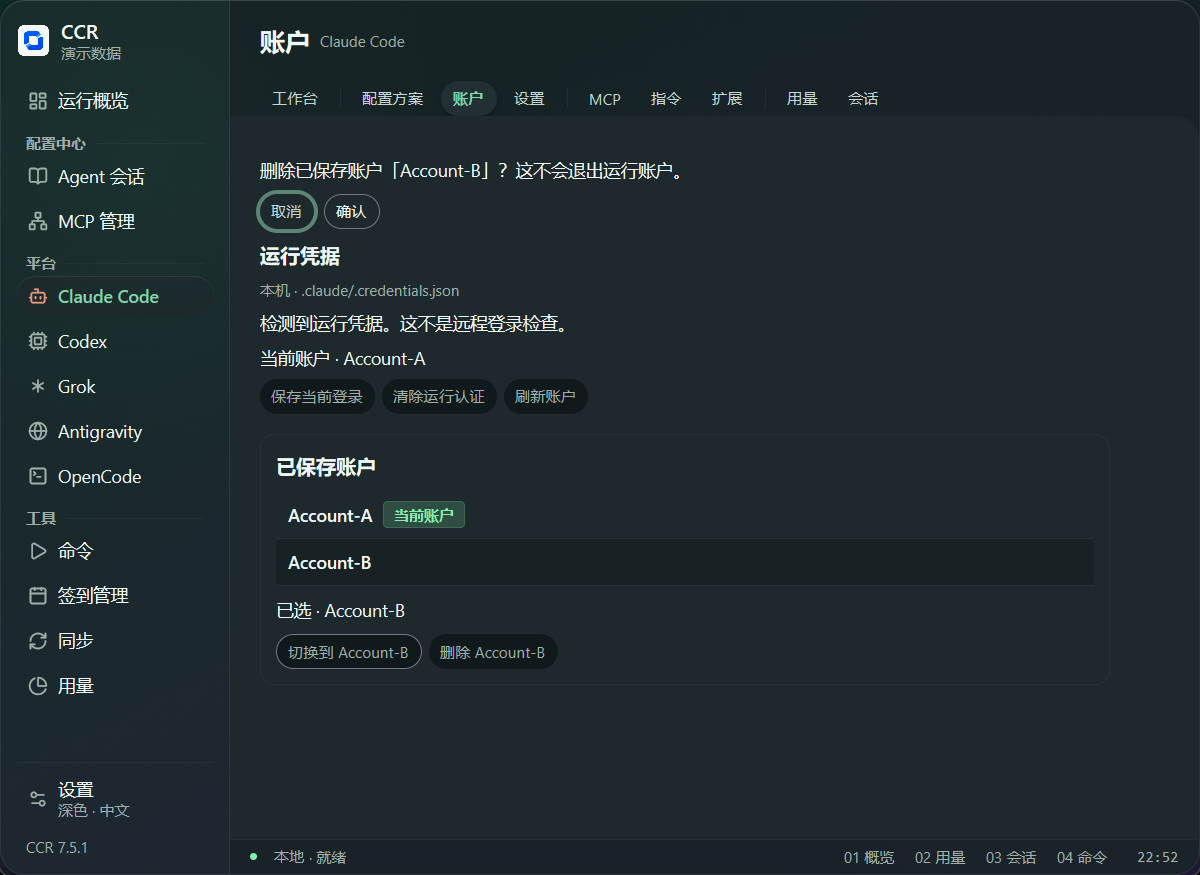 CCR
演示数据
运行概览
配置中心
Agent 会话
MCP 管理
平台
Claude Code
Codex
Grok
Antigravity
OpenCode
工具
命令
签到管理
同步
用量
设置
深色 · 中文
CCR 7.5.1
账户 Claude Code
工作台 配置方案 账户 设置 MCP 指令 扩展 用量 会话
删除已保存账户「Account-B」？这不会退出运行账户。
取消 确认
运行凭据
本机 · .claude/.credentials.json
检测到运行凭据。这不是远程登录检查。
当前账户 · Account-A
保存当前登录 清除运行认证 刷新账户
已保存账户
Account-A 当前账户
Account-B
已选 · Account-B
切换到 Account-B 删除 Account-B
本地 · 就绪 01 概览 02 用量 03 会话 04 命令 22:52